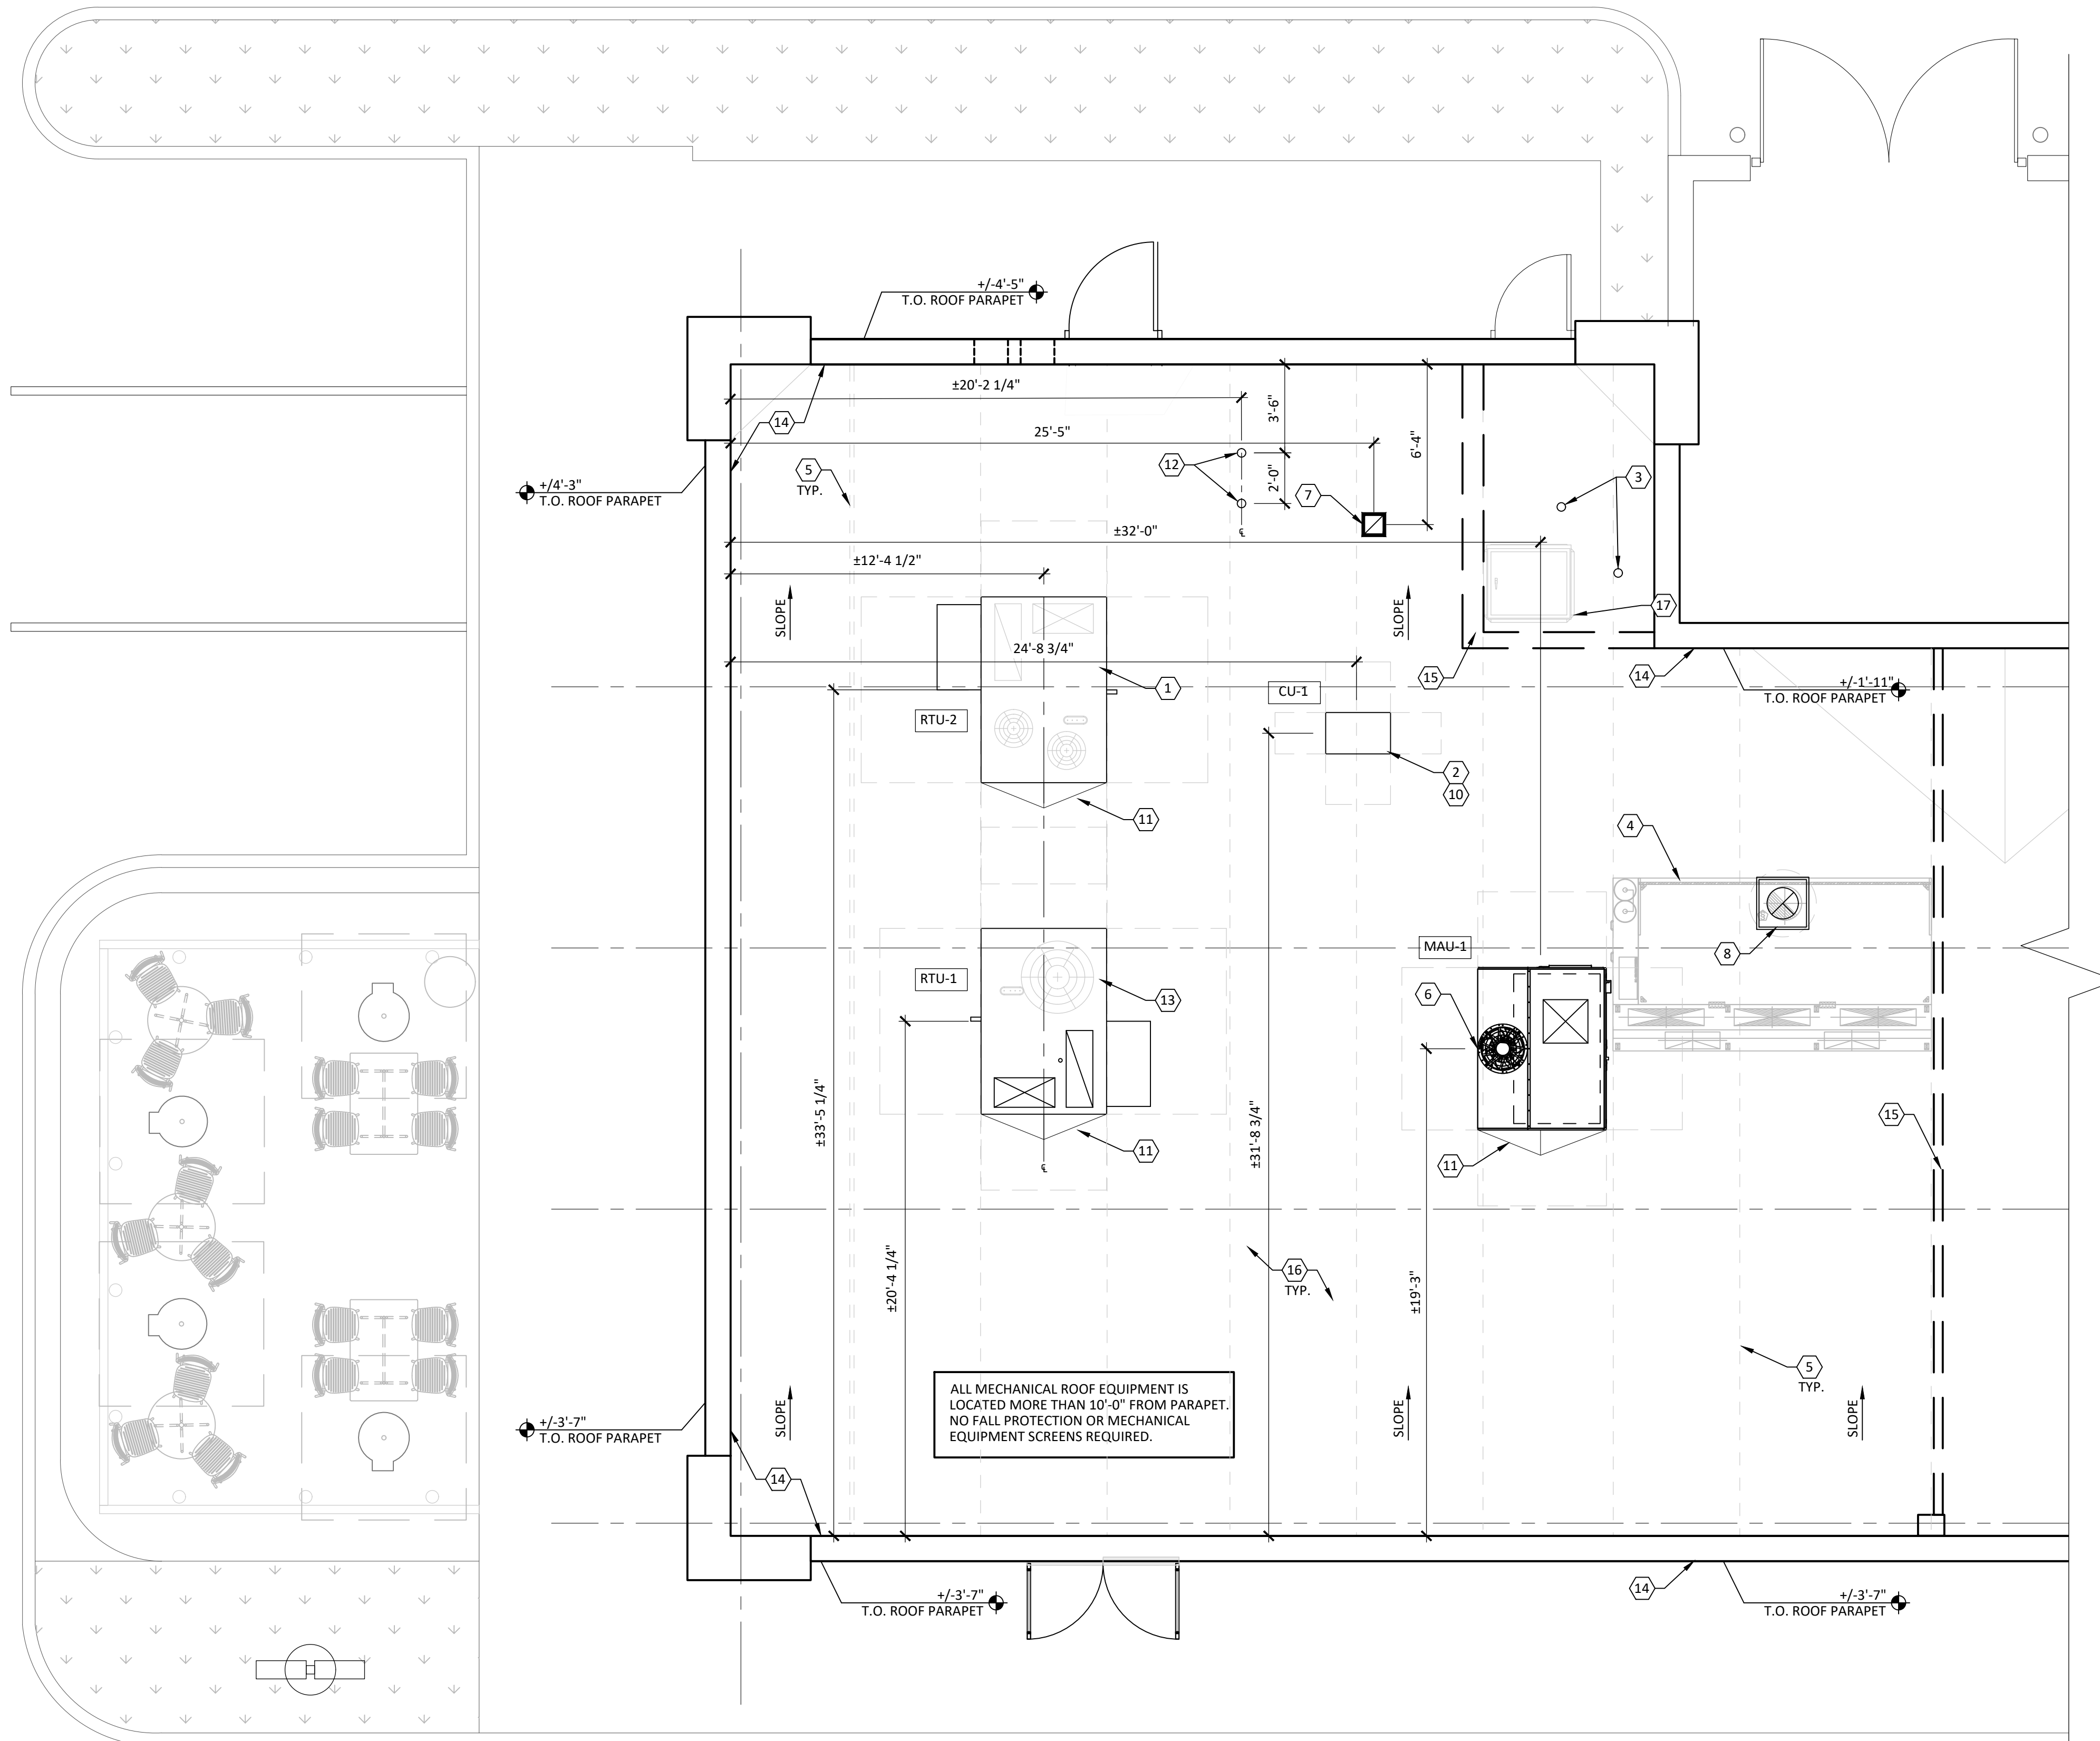 +/-4'-5"
T.O. ROOF PARAPET
±20'-2 1/4"
3'-6"
14
25'-5"
6'-4"
5
TYP.
12
2'-0"
7
3
+/4'-3"
T.O. ROOF PARAPET
±32'-0"
℄
±12'-4 1/2"
SLOPE
SLOPE
17
24'-8 3/4"
1
CU-1
15
14
+/-1'-11"
T.O. ROOF PARAPET
RTU-2
2
10
11
4
MAU-1
8
RTU-1
13
6
±33'-5 1/4"
11
℄
±31'-8 3/4"
11
15
±20'-4 1/4"
16
TYP.
±19'-3"
5
TYP.
ALL MECHANICAL ROOF EQUIPMENT IS
LOCATED MORE THAN 10'-0" FROM PARAPET.
NO FALL PROTECTION OR MECHANICAL
EQUIPMENT SCREENS REQUIRED.
SLOPE
SLOPE
SLOPE
+/-3'-7"
T.O. ROOF PARAPET
14
+/-3'-7"
T.O. ROOF PARAPET
14
+/-3'-7"
T.O. ROOF PARAPET